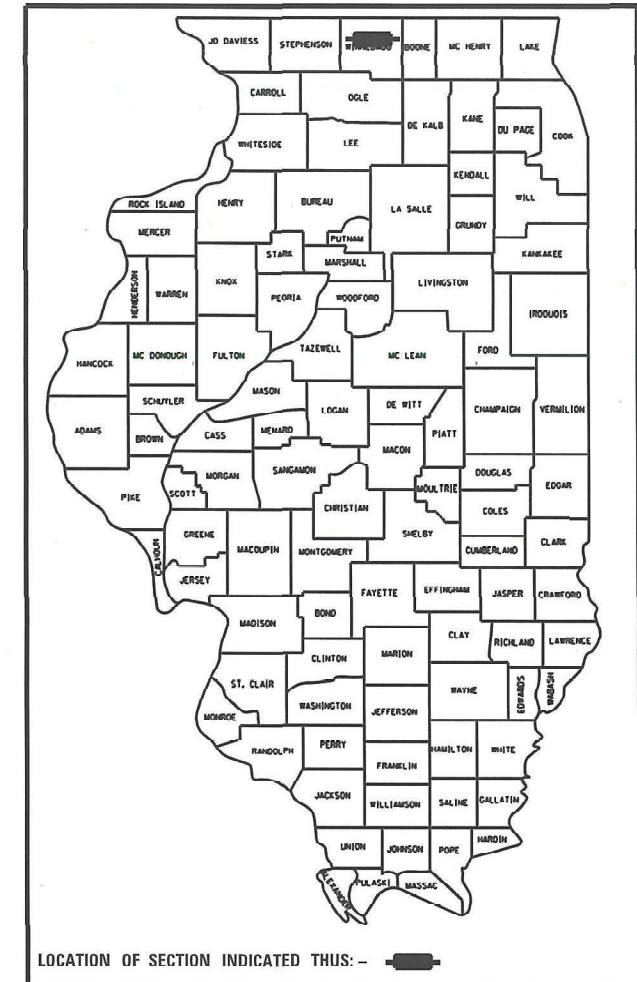 JO DAVIESS STEPHENSON BOONE MC HENRY LAKE
CARROLL OGLE DE KALB KANE DU PAGE COOK
WHITESIDE LEE
KENDALL
ROCK ISLAND HENRY BUREAU LA SALLE GRUNDY WILL
MERCER PUTNAM
STARK MARSHALL KANKAKEE
HENDERSON WARREN KNOX PEORIA WOODFORD LIVINGSTON IROQUOIS
HANCOCK MC DONOUGH FULTON TAZEWELL MC LEAN FORD
SCHUYLER MASON LOGAN DE WITT CHAMPAIGN VERMILION
ADAMS BROWN CASS MENARD MACON PIATT
PIKE SCOTT MORGAN SANGAMON MOULTRIE DOUGLAS EDGAR
CHRISTIAN COLES
CALHOUN GREENE MACOUPIN MONTGOMERY SHELBY CUMBERLAND CLARK
JERSEY FAYETTE EFFINGHAM JASPER CRAWFORD
MADISON BOND
CLAY RICHLAND LAWRENCE
CLINTON MARION
ST. CLAIR WAYNE EDWARDS WABASH
WASHINGTON JEFFERSON
MONROE
RANDOLPH PERRY HAMILTON WHITE
FRANKLIN
JACKSON WILLIAMSON SALINE GALLATIN
UNION JOHNSON POPE HARDIN
ALEXANDER PULASKI MASSAC
LOCATION OF SECTION INDICATED THUS: –